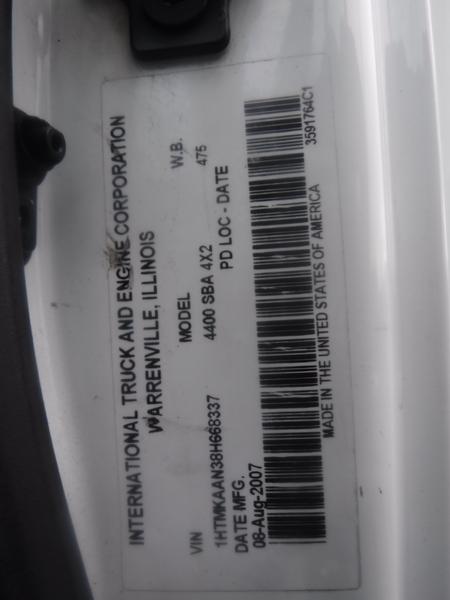 INTERNATIONAL TRUCK AND ENGINE CORPORATION
WARRENVILLE, ILLINOIS
VIN MODEL W.B.
1HTMKAAN38H668337 4400 SBA 4X2 475
DATE MFG. PD LOC - DATE
08-Aug-2007
MADE IN THE UNITED STATES OF AMERICA 3591764C1